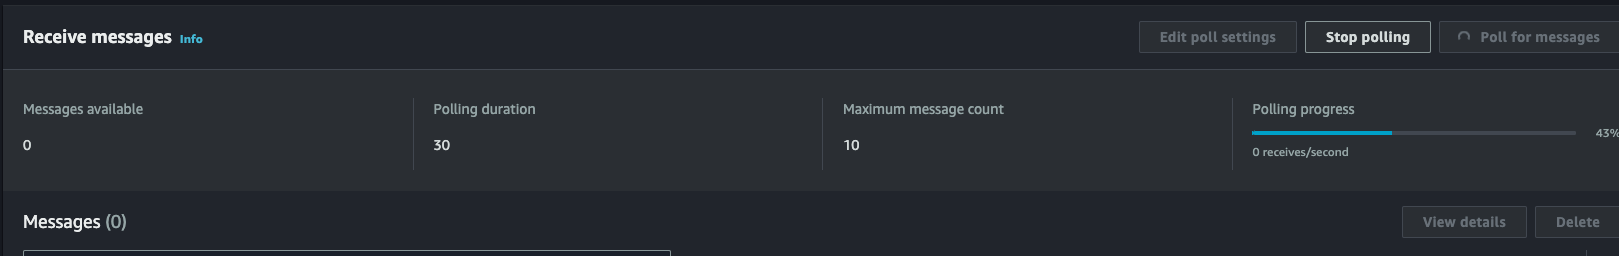 Receive messages Info
Edit poll settings
Stop polling
Poll for messages
Messages available
0
Polling duration
30
Maximum message count
10
Polling progress
43%
0 receives/second
Messages (0)
View details
Delete